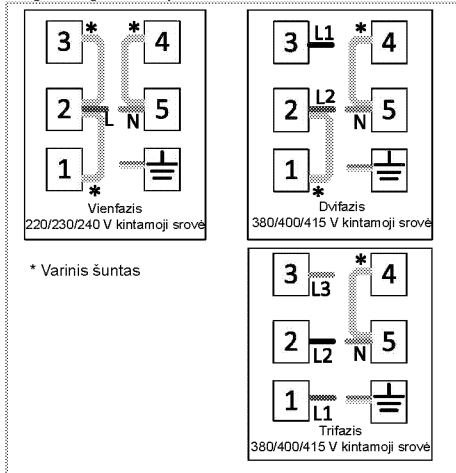 3 * * 4
2 L N 5
1 *
Vienfazis
220/230/240 V kintamoji srovė
3 L1 * 4
2 L2 N 5
1 *
Dvifazis
380/400/415 V kintamoji srovė
* Varinis šuntas
3 L3 * 4
2 L2 N 5
1 L1
Trifazis
380/400/415 V kintamoji srovė